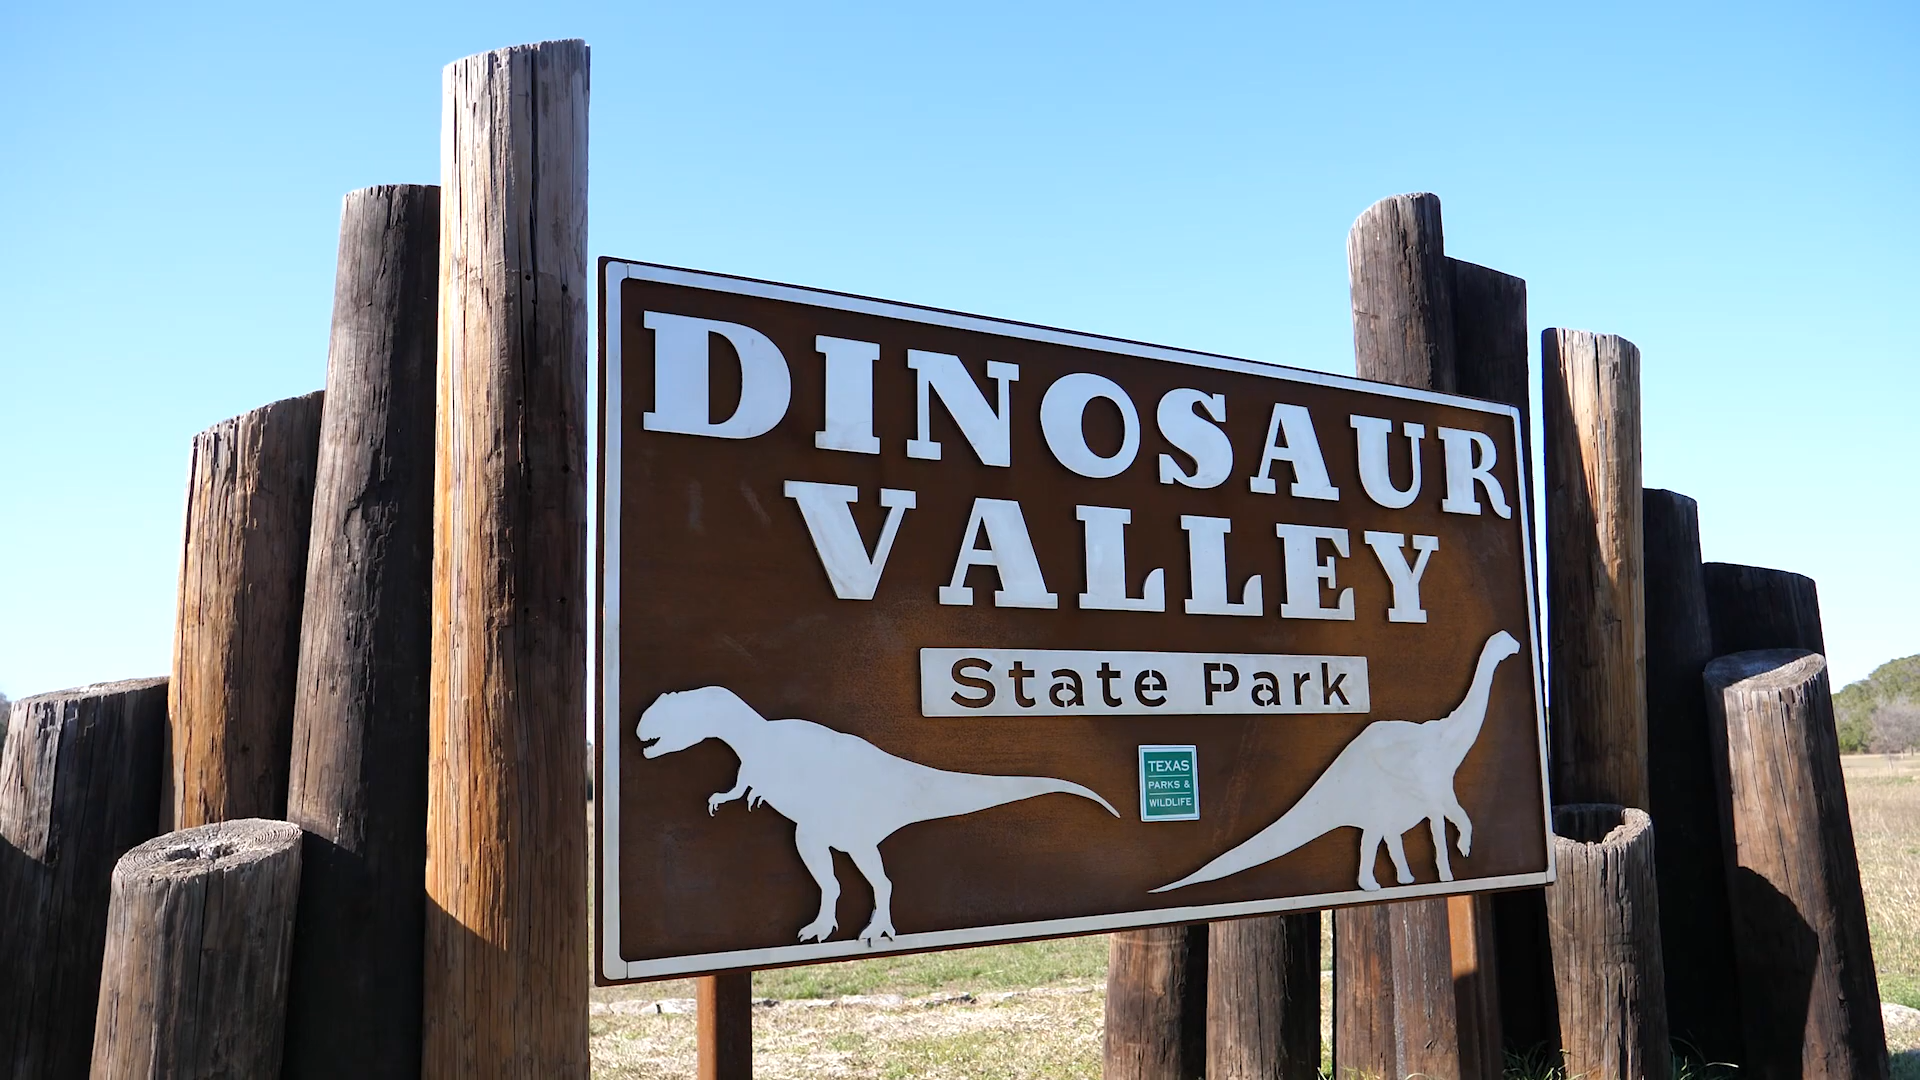 DINOSAUR
VALLEY
State Park
TEXAS
PARKS &
WILDLIFE